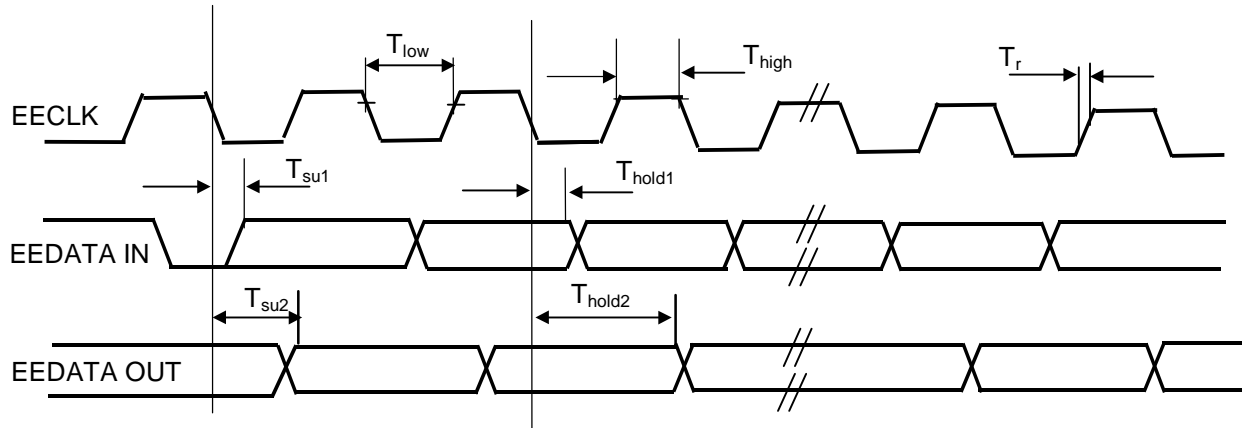 T_low
T_high
T_r
EECLK
T_su1
T_hold1
EEDATA IN
T_su2
T_hold2
EEDATA OUT